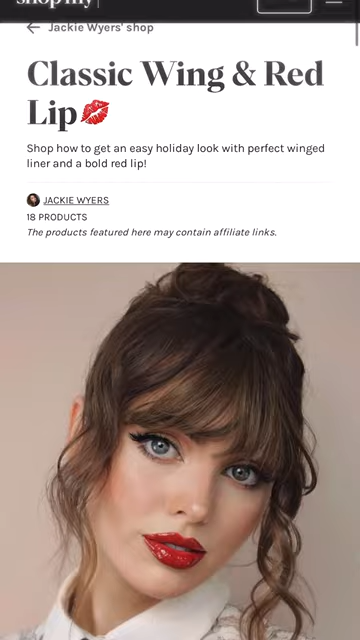 shopmy
← Jackie Wyers' shop
Classic Wing & Red
Lip💋
Shop how to get an easy holiday look with perfect winged
liner and a bold red lip!
JACKIE WYERS
18 PRODUCTS
The products featured here may contain affiliate links.